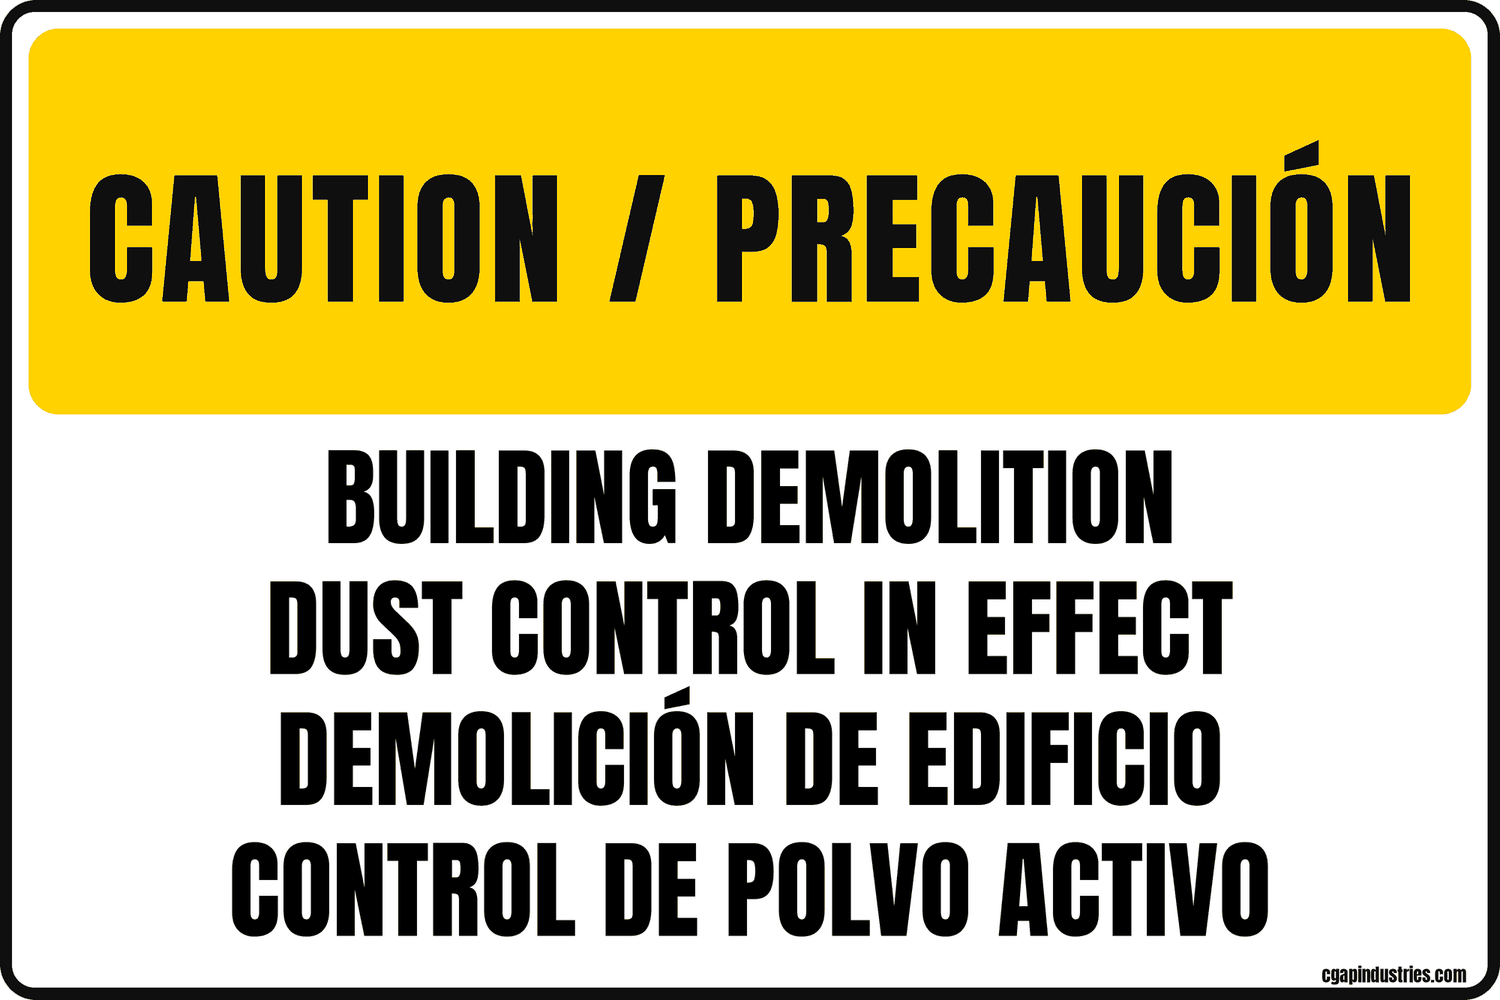 CAUTION / PRECAUCIÓN
BUILDING DEMOLITION
DUST CONTROL IN EFFECT
DEMOLICIÓN DE EDIFICIO
CONTROL DE POLVO ACTIVO
cgapindustries.com